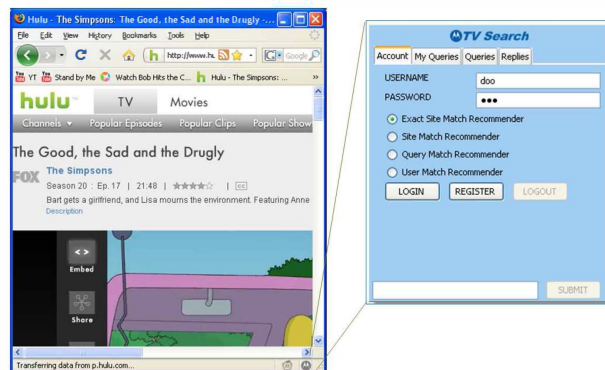 Hulu - The Simpsons: The Good, the Sad and the Drugly -...
File Edit View History Bookmarks Tools Help
http://www.hu
Google
YT Stand by Me Watch Bob Hits the C... Hulu - The Simpsons: ... »
hulu TV Movies
Channels Popular Episodes Popular Clips Popular Show
The Good, the Sad and the Drugly
FOX The Simpsons
Season 20 : Ep. 17 | 21:48 | ★★★★☆ | cc
Bart gets a girlfriend, and Lisa mourns the environment. Featuring Anne
Description
Embed
Share
Transferring data from p.hulu.com...
TV Search
Account My Queries Queries Replies
USERNAME doo
PASSWORD ●●●
Exact Site Match Recommender
Site Match Recommender
Query Match Recommender
User Match Recommender
LOGIN REGISTER LOGOUT
SUBMIT